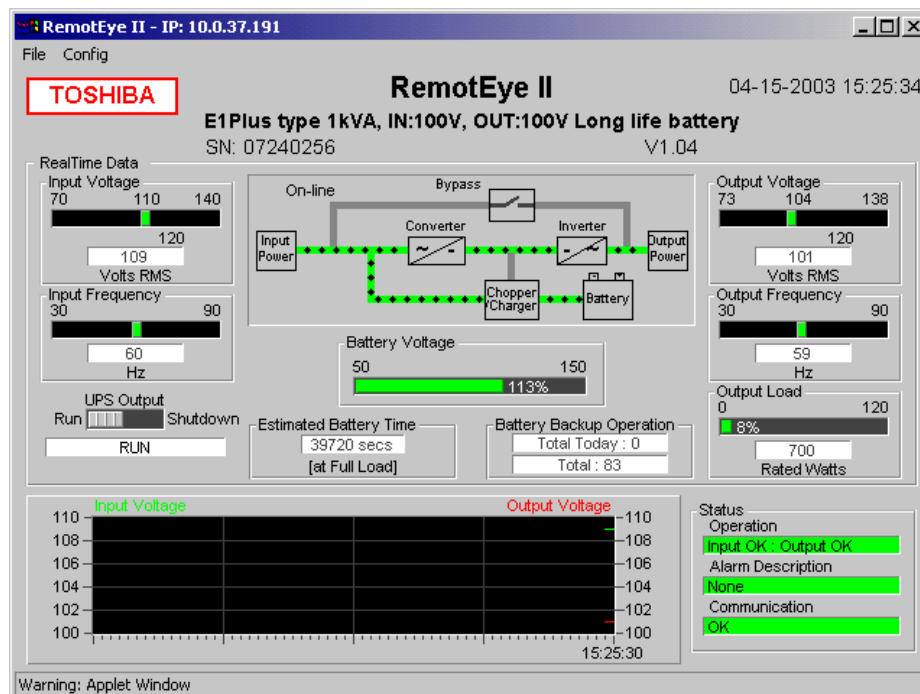 RemotEye II - IP: 10.0.37.191
File Config
TOSHIBA
RemotEye II
04-15-2003 15:25:34
E1Plus type 1kVA, IN:100V, OUT:100V Long life battery
SN: 07240256 V1.04
RealTime Data
Input Voltage
70 110 140
120
109
Volts RMS
Input Frequency
30 90
60
Hz
UPS Output
Run Shutdown
RUN
On-line
Bypass
Converter
Inverter
Input Power
Output Power
Chopper /Charger
Battery
Battery Voltage
50 150
113%
Estimated Battery Time
39720 secs
[at Full Load]
Battery Backup Operation
Total Today : 0
Total : 83
Output Voltage
73 104 138
120
101
Volts RMS
Output Frequency
30 90
59
Hz
Output Load
0 120
8%
700
Rated Watts
Input Voltage Output Voltage
110 110
108 108
106 106
104 104
102 102
100 100
15:25:30
Status
Operation
Input OK : Output OK
Alarm Description
None
Communication
OK
Warning: Applet Window